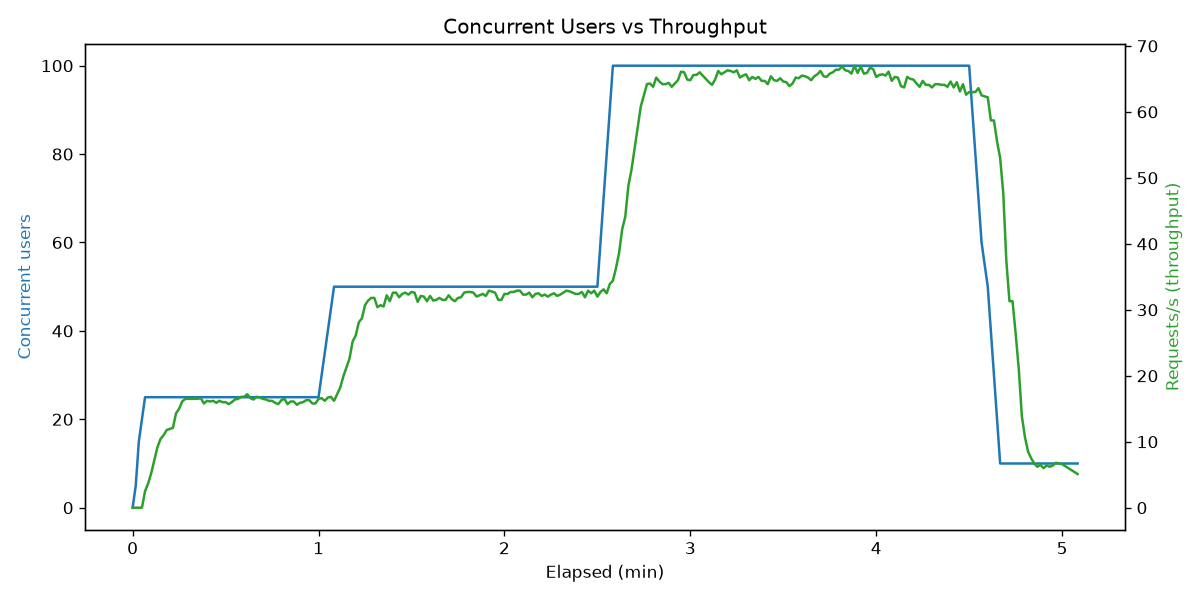 Concurrent Users vs Throughput
100
80
60
40
20
0
Concurrent users
70
60
50
40
30
20
10
0
Requests/s (throughput)
0 1 2 3 4 5
Elapsed (min)